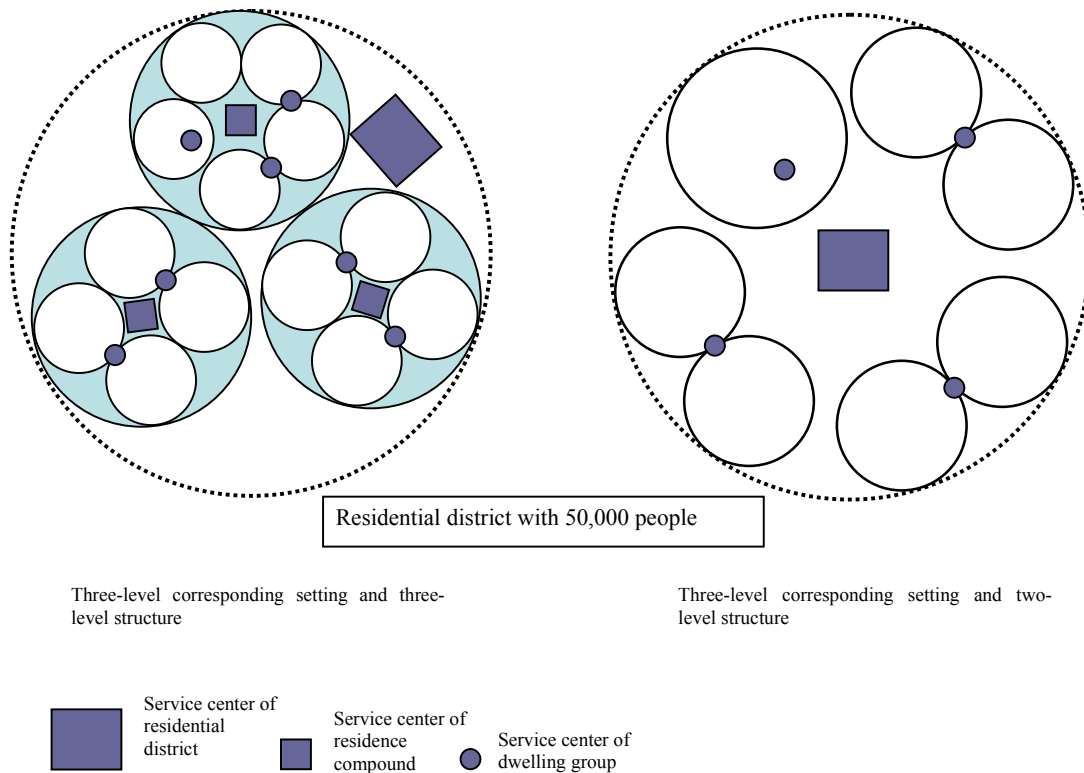 Residential district with 50,000 people
Three-level corresponding setting and three-
level structure
Three-level corresponding setting and two-
level structure
Service center of
residential
district
Service center of
residence
compound
Service center of
dwelling group